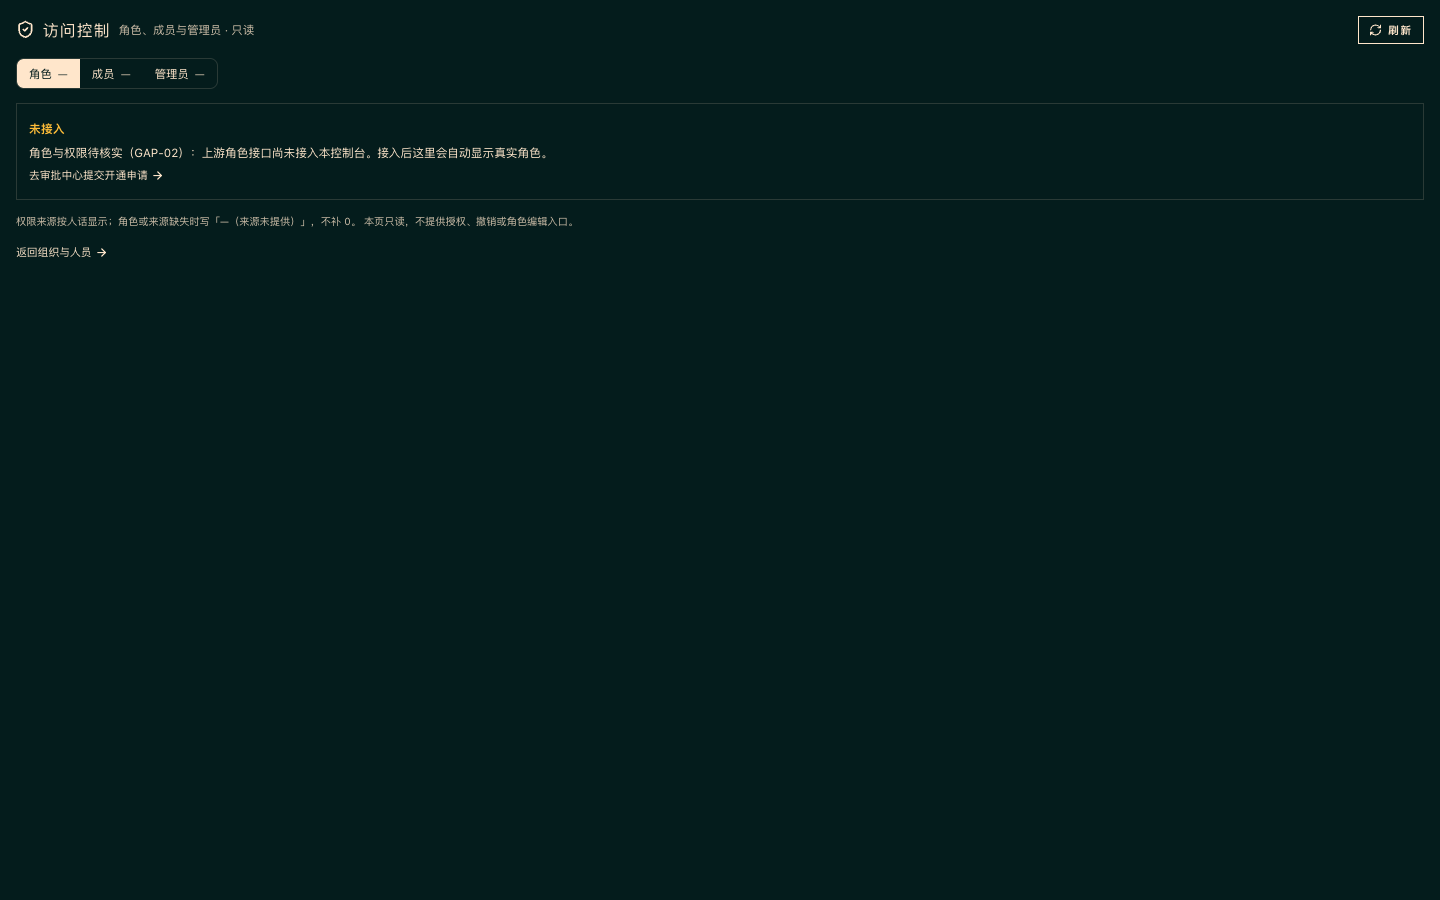 访问控制 角色、成员与管理员 · 只读
刷新
角色 — 成员 — 管理员 —
未接入
角色与权限待核实（GAP-02）：上游角色接口尚未接入本控制台。接入后这里会自动显示真实角色。
去审批中心提交开通申请 →
权限来源按人话显示；角色或来源缺失时写「—（来源未提供）」，不补 0。 本页只读，不提供授权、撤销或角色编辑入口。
返回组织与人员 →